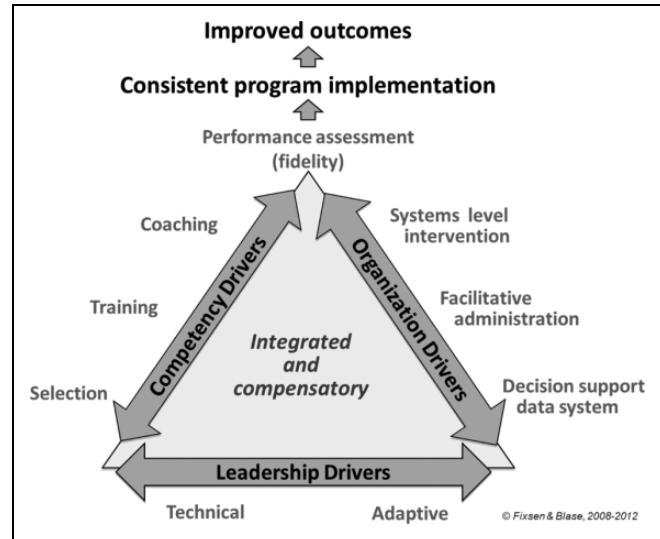 Improved outcomes
Consistent program implementation
Performance assessment
(fidelity)
Coaching
Training
Selection
Competency Drivers
Integrated
and
compensatory
Organization Drivers
Systems level
intervention
Facilitative
administration
Decision support
data system
Leadership Drivers
Technical
Adaptive
© Fixsen & Blase, 2008-2012